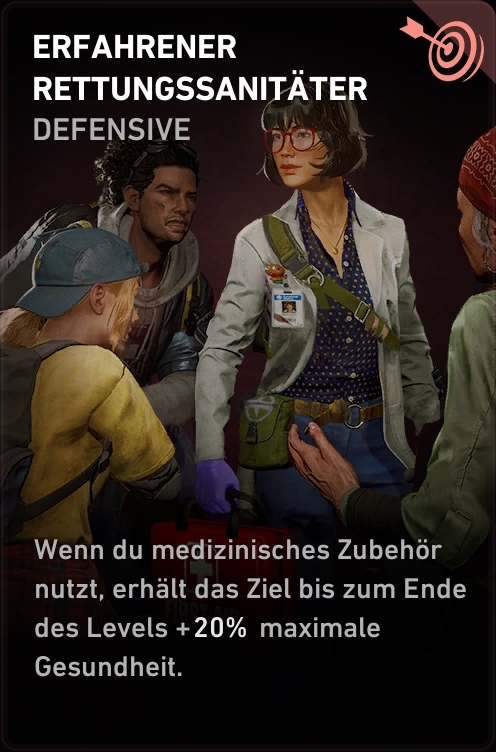 ERFAHRENER
RETTUNGSSANITÄTER
DEFENSIVE
Wenn du medizinisches Zubehör
nutzt, erhält das Ziel bis zum Ende
des Levels +20% maximale
Gesundheit.